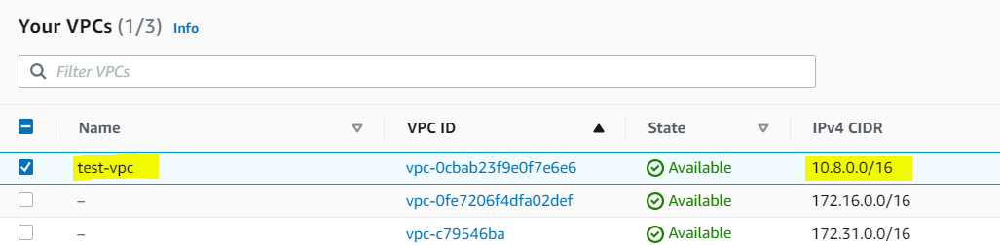 Your VPCs (1/3) Info
Filter VPCs
Name VPC ID State IPv4 CIDR
test-vpc vpc-0cbab23f9e0f7e6e6 Available 10.8.0.0/16
– vpc-0fe7206f4dfa02def Available 172.16.0.0/16
– vpc-c79546ba Available 172.31.0.0/16